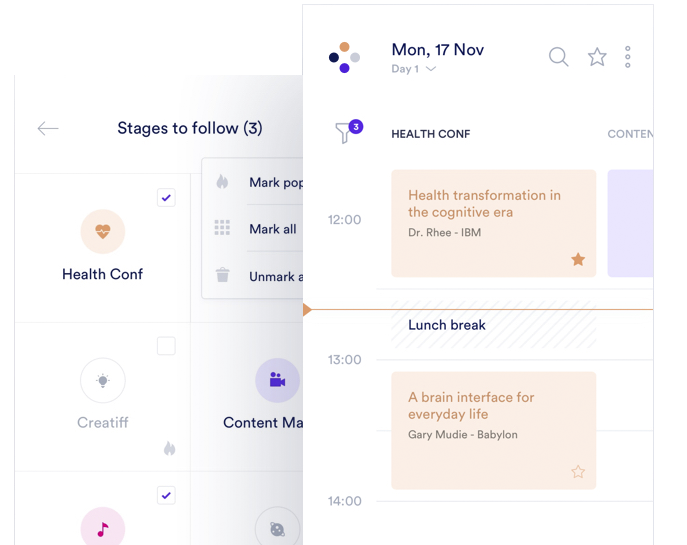 Stages to follow (3)
Mark pop
Mark all
Unmark a
Health Conf
Creatiff
Content Ma
Mon, 17 Nov
Day 1
3
HEALTH CONF
CONTEN
12:00
Health transformation in
the cognitive era
Dr. Rhee - IBM
Lunch break
13:00
A brain interface for
everyday life
Gary Mudie - Babylon
14:00